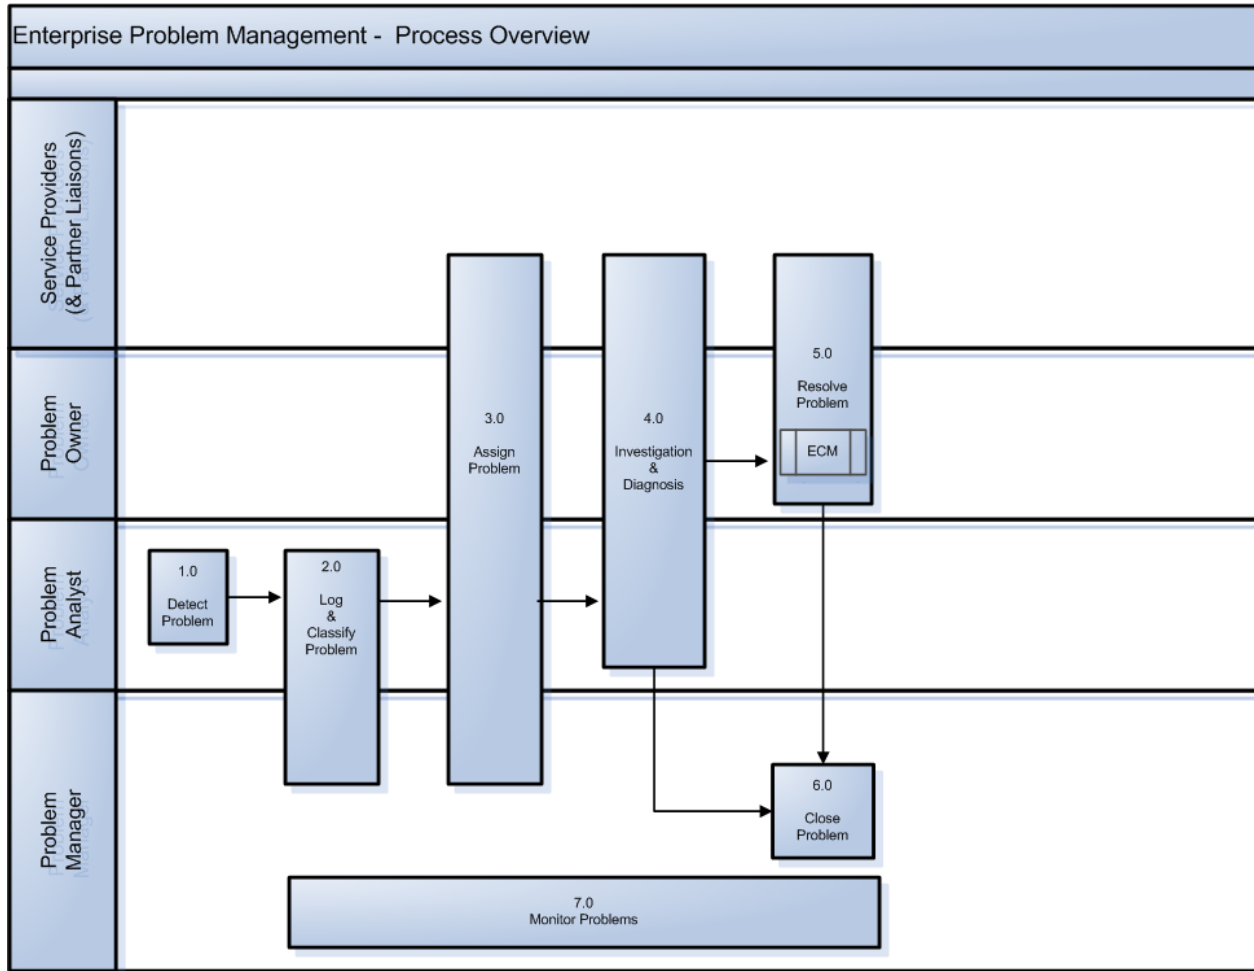 Enterprise Problem Management -  Process Overview
Service Providers
(& Partner Liaisons)
Problem
Owner
Problem
Analyst
Problem
Manager
1.0
Detect
Problem
2.0
Log
&
Classify
Problem
3.0
Assign
Problem
4.0
Investigation
&
Diagnosis
5.0
Resolve
Problem
ECM
6.0
Close
Problem
7.0
Monitor Problems